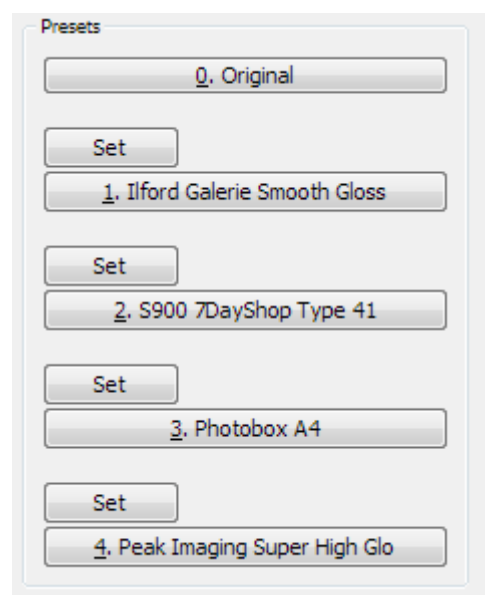 Presets
0. Original
Set
1. Ilford Galerie Smooth Gloss
Set
2. S900 7DayShop Type 41
Set
3. Photobox A4
Set
4. Peak Imaging Super High Glo